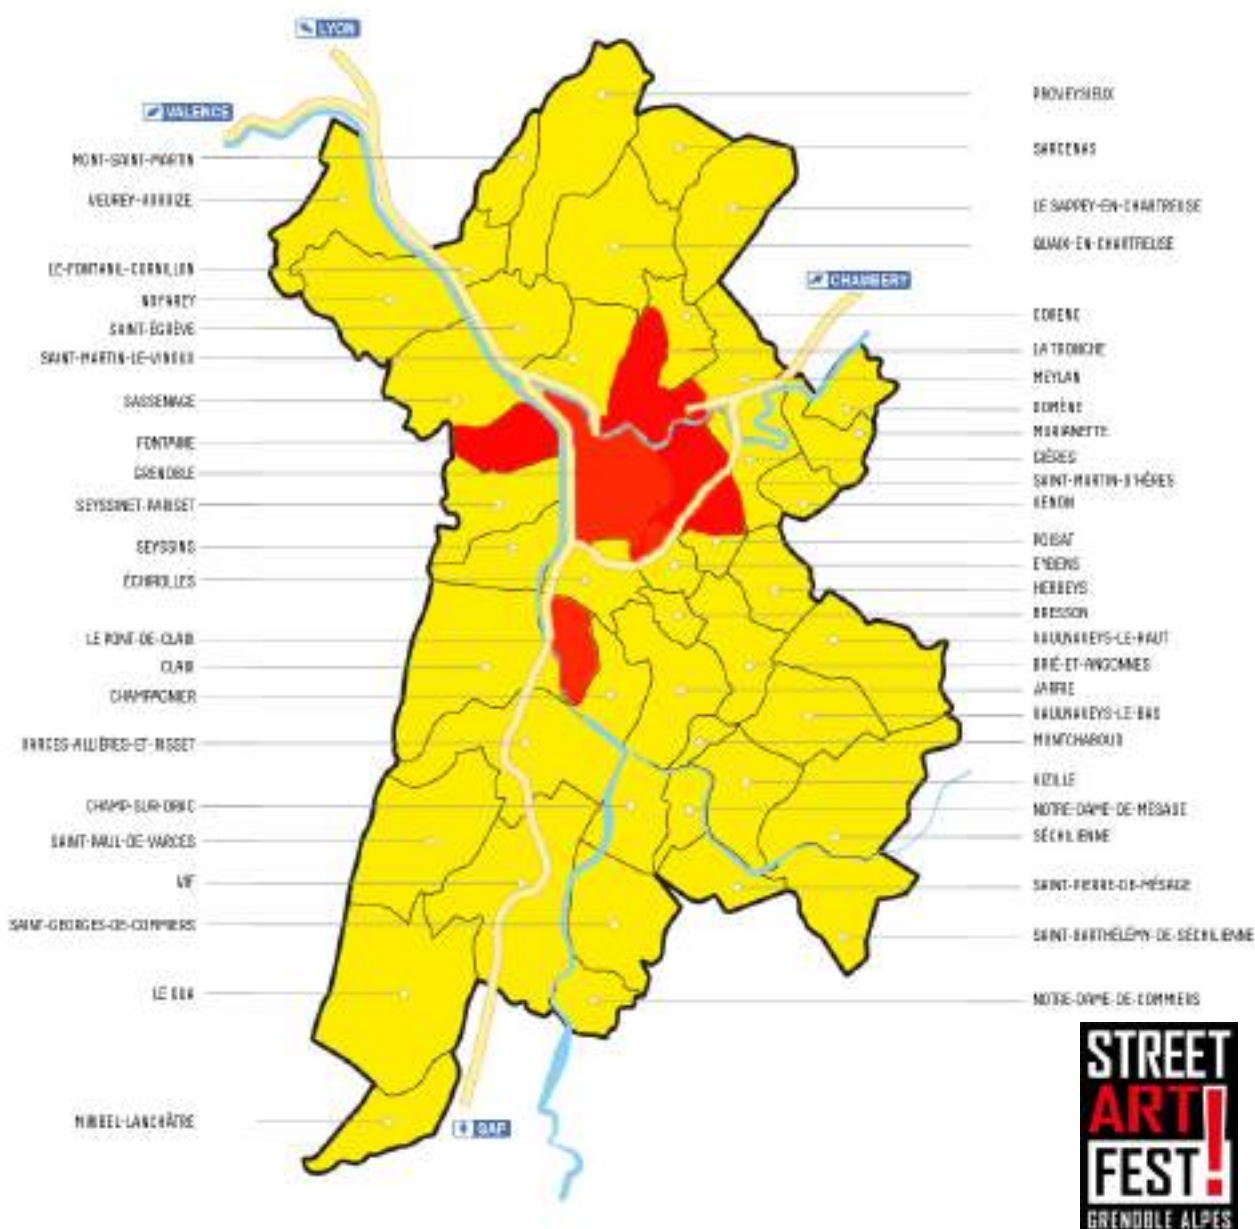 LYON
VALENCE
MONT-SAINT-MARTIN
VEUREY-VOROIZE
LE-FONTANIL-CORNILLON
NOYAREY
SAINT-ÉGRÈVE
SAINT-MARTIN-LE-VINOUX
SASSENAGE
FONTAINE
GRENOBLE
SEYSSINET-PARISET
SEYSSINS
ÉCHIROLLES
LE PONT-DE-CLAIX
CLAIX
CHAMPAGNIER
VARCES-ALLIÈRES-ET-RISSET
CHAMP-SUR-DRAC
SAINT-PAUL-DE-VARCES
VIF
SAINT-GEORGES-DE-COMMIERS
LE GUA
MIRIBEL-LANCHÂTRE
PROVEYSIEUX
SARCENAS
LE SAPPEY-EN-CHARTREUSE
QUAIX-EN-CHARTREUSE
CHAMBERY
CORENC
LA TRONCHE
MEYLAN
DOMÈNE
MURIANETTE
GIÈRES
SAINT-MARTIN-D'HÈRES
VENON
POISAT
EYBENS
HERBEYS
BRESSON
VAULNAVEYS-LE-HAUT
BRIÉ-ET-ANGONNES
JARRIE
VAULNAVEYS-LE-BAS
MONTCHABOUD
VIZILLE
NOTRE-DAME-DE-MÉSAGE
SÉCHILIENNE
SAINT-PIERRE-DE-MÉSAGE
SAINT-BARTHÉLÉMY-DE-SÉCHILIENNE
NOTRE-DAME-DE-COMMIERS
GAP
STREET
ART!
FEST
GRENOBLE ALPES